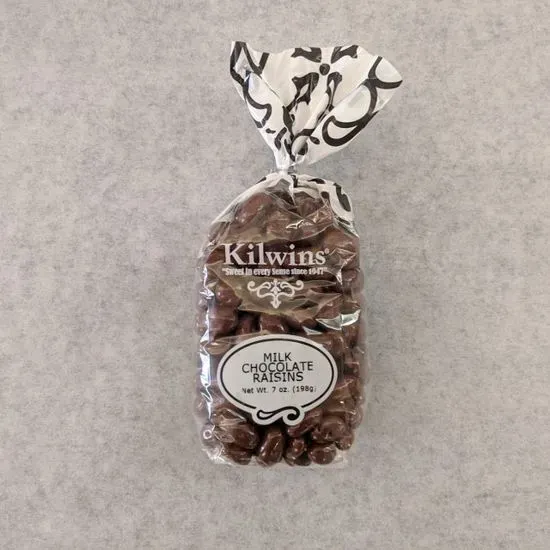 Kilwins®
"Sweet in every Sense since 1947"
MILK
CHOCOLATE
RAISINS
Net Wt. 7 oz. (198g)